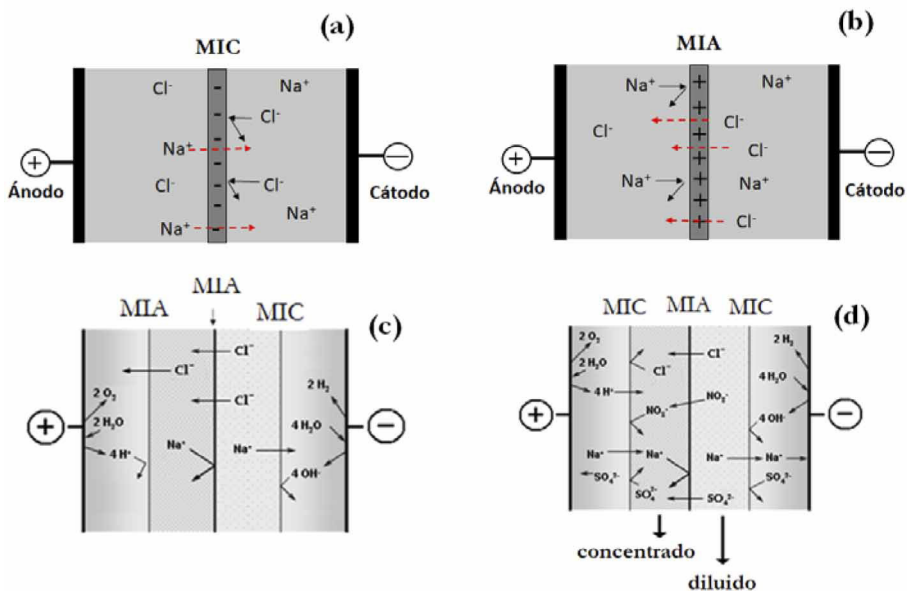 (a)
MIC
Cl⁻ Na⁺
Cl⁻
Na⁺
Cl⁻ Cl⁻
Na⁺
Na⁺
+
Ánodo
−
Cátodo
(b)
MIA
Na⁺ Na⁺
Cl⁻ Cl⁻
Cl⁻
Na⁺ Na⁺
Cl⁻
+
Ánodo
−
Cátodo
(c)
MIA MIA MIC
Cl⁻
Cl⁻
Cl⁻
2 O₂ 2 H₂
2 H₂O 4 H₂O
4 H⁺ Na⁺ Na⁺ 4 OH⁻
+ −
(d)
MIC MIA MIC
2 O₂ Cl⁻ 2 H₂
2 H₂O Cl⁻ 4 H₂O
4 H⁺ NO₃⁻ NO₃⁻ 4 OH⁻
Na⁺ Na⁺ Na⁺ Na⁺
SO₄²⁻ SO₄²⁻ SO₄²⁻ SO₄²⁻
+ −
concentrado
diluido